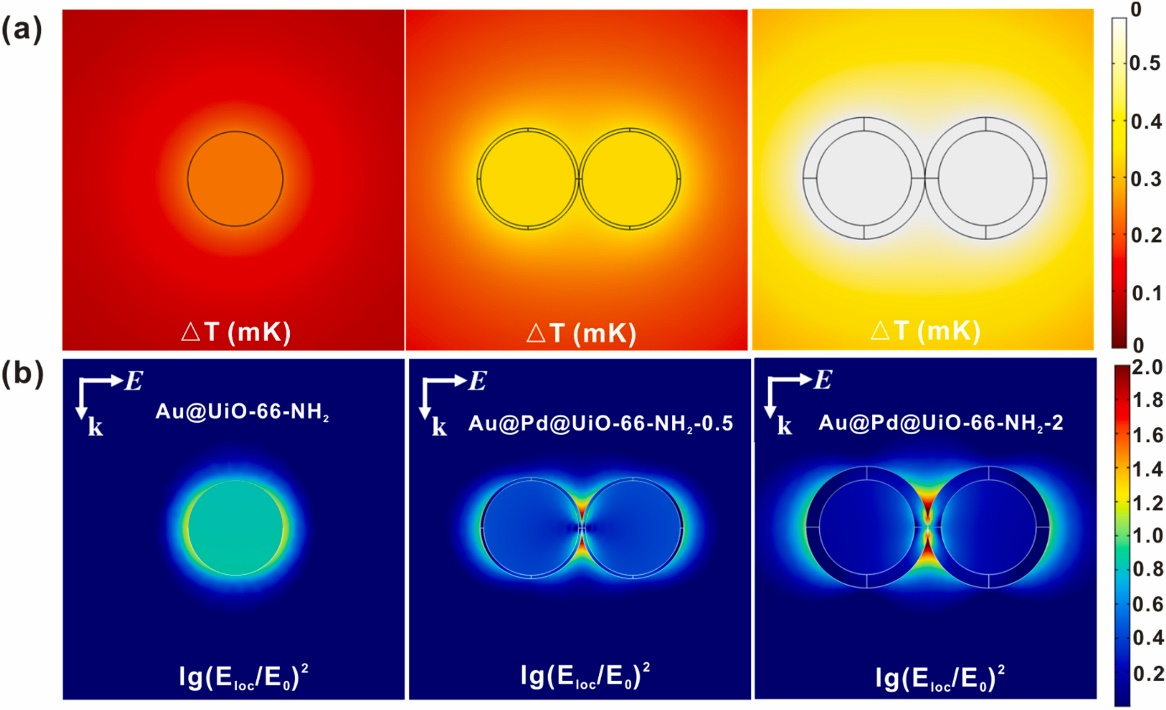 (a)
△T (mK)
△T (mK)
△T (mK)
0
0.5
0.4
0.3
0.2
0.1
0
(b)
E
k
Au@UiO-66-NH₂
lg(Eₗₒc/E₀)²
E
k
Au@Pd@UiO-66-NH₂-0.5
lg(Eₗₒc/E₀)²
E
k
Au@Pd@UiO-66-NH₂-2
lg(Eₗₒc/E₀)²
2.0
1.8
1.6
1.4
1.2
1.0
0.8
0.6
0.4
0.2